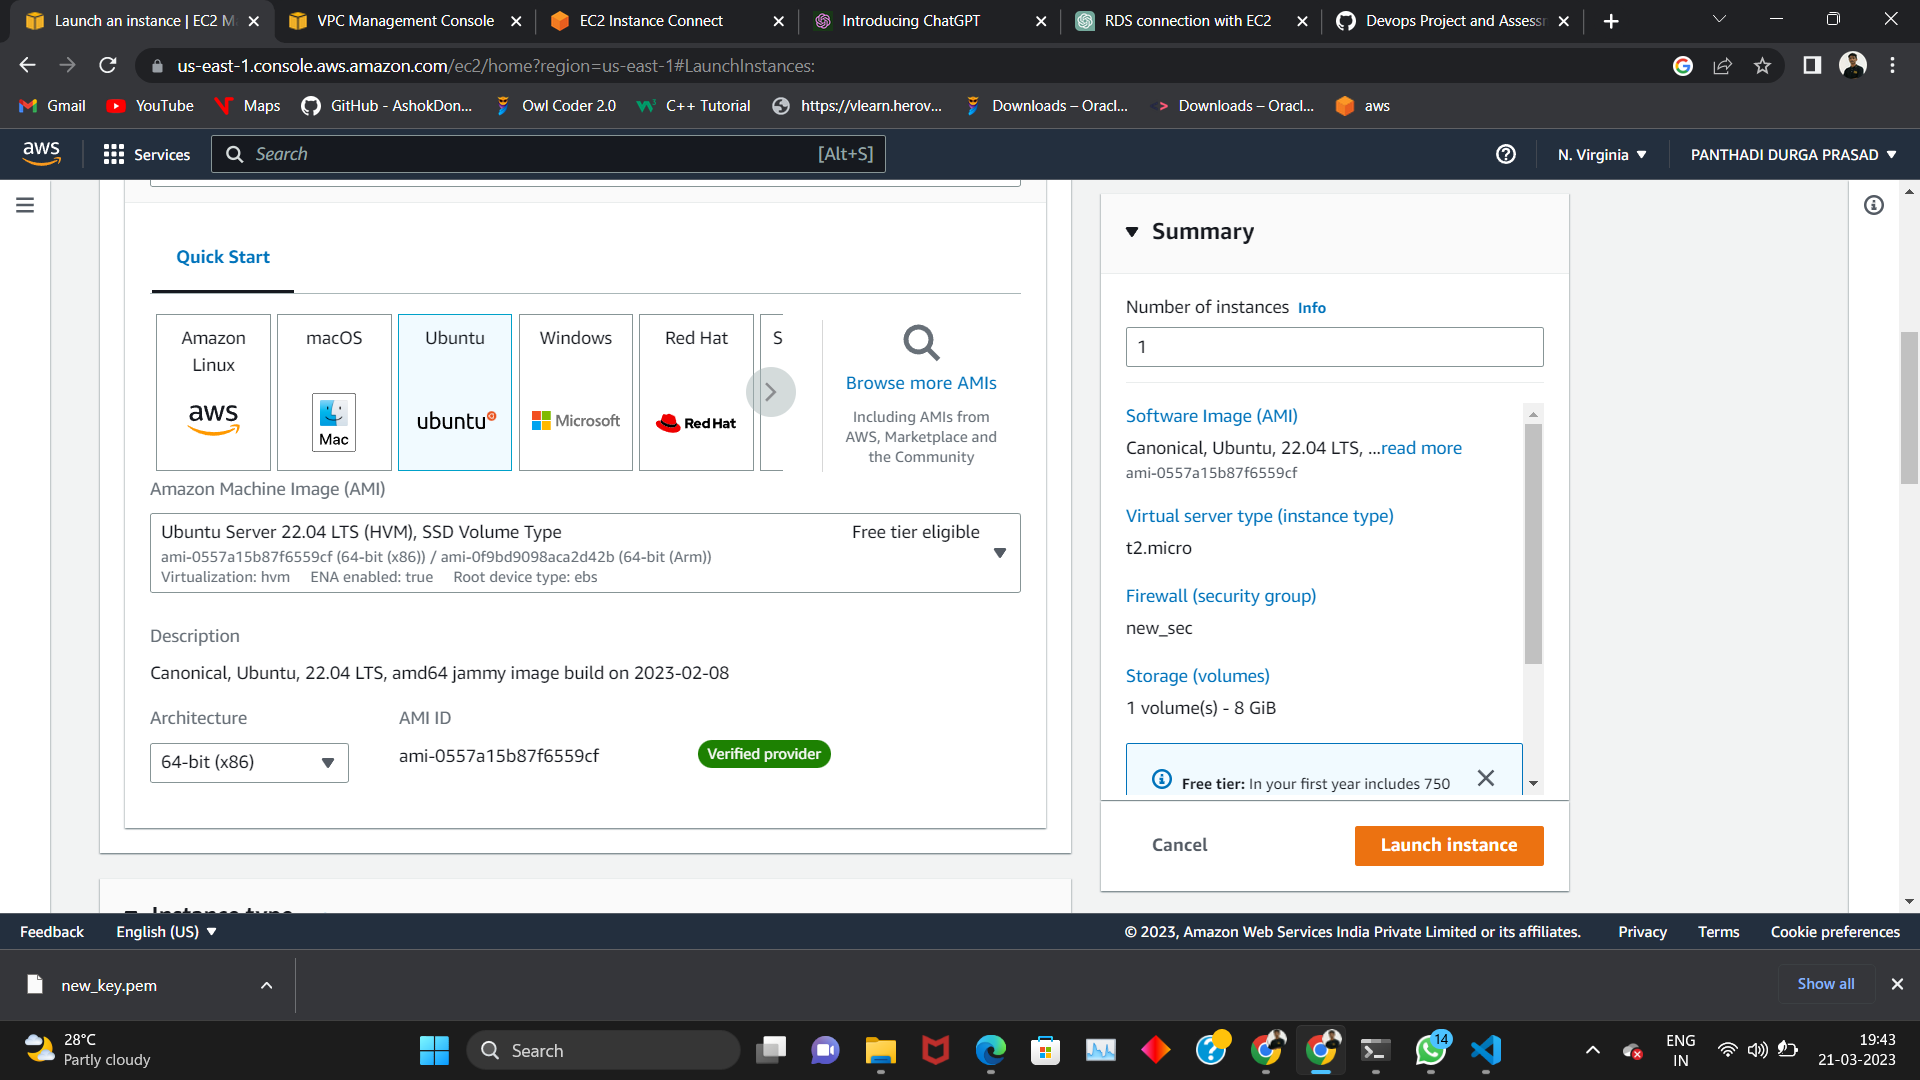 Launch an instance | EC2 M
VPC Management Console
EC2 Instance Connect
Introducing ChatGPT
RDS connection with EC2
Devops Project and Assessm
us-east-1.console.aws.amazon.com/ec2/home?region=us-east-1#LaunchInstances:
Gmail
YouTube
Maps
GitHub - AshokDon...
Owl Coder 2.0
C++ Tutorial
https://vlearn.herov...
Downloads – Oracl...
Downloads – Oracl...
aws
aws
Services
Search
[Alt+S]
N. Virginia
PANTHADI DURGA PRASAD
Quick Start
Amazon
Linux
aws
macOS
Mac
Ubuntu
ubuntu
Windows
Microsoft
Red Hat
Red Hat
S
Browse more AMIs
Including AMIs from
AWS, Marketplace and
the Community
Amazon Machine Image (AMI)
Ubuntu Server 22.04 LTS (HVM), SSD Volume Type
Free tier eligible
ami-0557a15b87f6559cf (64-bit (x86)) / ami-0f9bd9098aca2d42b (64-bit (Arm))
Virtualization: hvm ENA enabled: true Root device type: ebs
Description
Canonical, Ubuntu, 22.04 LTS, amd64 jammy image build on 2023-02-08
Architecture
AMI ID
64-bit (x86)
ami-0557a15b87f6559cf
Verified provider
Instance type
Summary
Number of instances Info
1
Software Image (AMI)
Canonical, Ubuntu, 22.04 LTS, ...read more
ami-0557a15b87f6559cf
Virtual server type (instance type)
t2.micro
Firewall (security group)
new_sec
Storage (volumes)
1 volume(s) - 8 GiB
Free tier: In your first year includes 750
Cancel
Launch instance
Feedback
English (US)
© 2023, Amazon Web Services India Private Limited or its affiliates.
Privacy
Terms
Cookie preferences
new_key.pem
Show all
28°C
Partly cloudy
Search
14
ENG
IN
19:43
21-03-2023